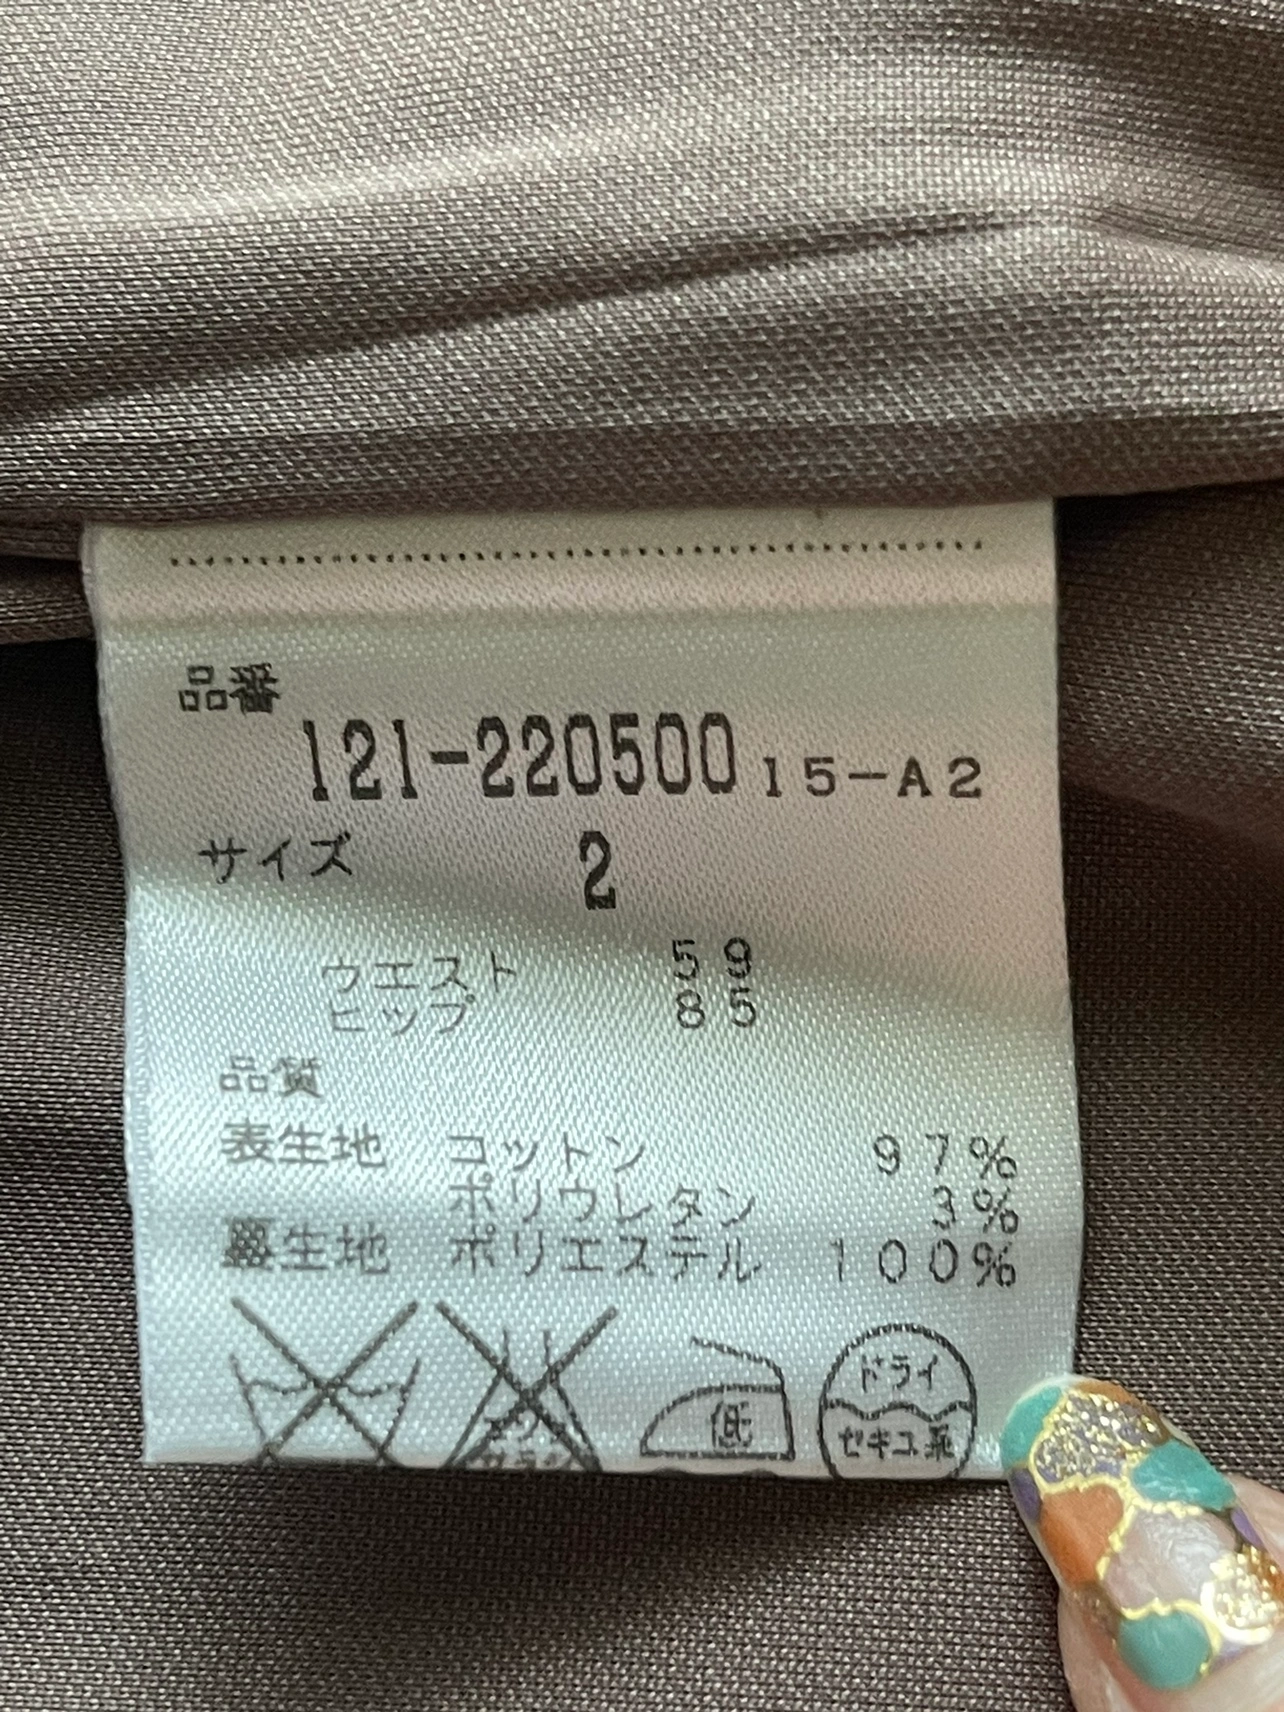 品番
121-220500 15-A2
サイズ 2
ウエスト 59
ヒップ 85
品質
表生地 コットン 97%
ポリウレタン 3%
裏生地 ポリエステル 100%
低
ドライ
セキユ系